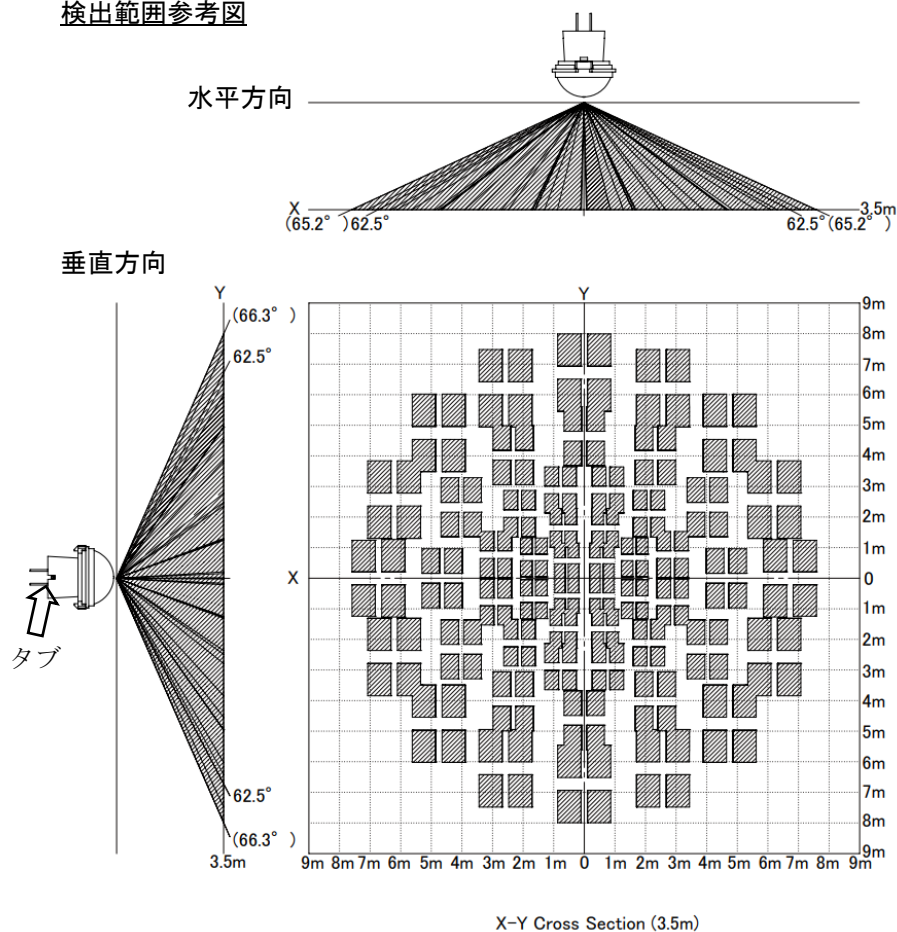 検出範囲参考図
水平方向
X
3.5m
(65.2° )62.5°
62.5°(65.2° )
垂直方向
Y
(66.3° )
62.5°
タブ
62.5°
(66.3° )
3.5m
Y
X
9m
8m
7m
6m
5m
4m
3m
2m
1m
0
1m
2m
3m
4m
5m
6m
7m
8m
9m
9m 8m 7m 6m 5m 4m 3m 2m 1m 0 1m 2m 3m 4m 5m 6m 7m 8m 9m
X-Y Cross Section (3.5m)